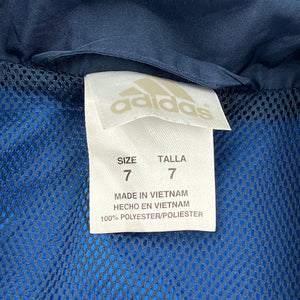 adidas
SIZE TALLA
7 7
MADE IN VIETNAM
HECHO EN VIETNAM
100% POLYESTER/POLIESTER